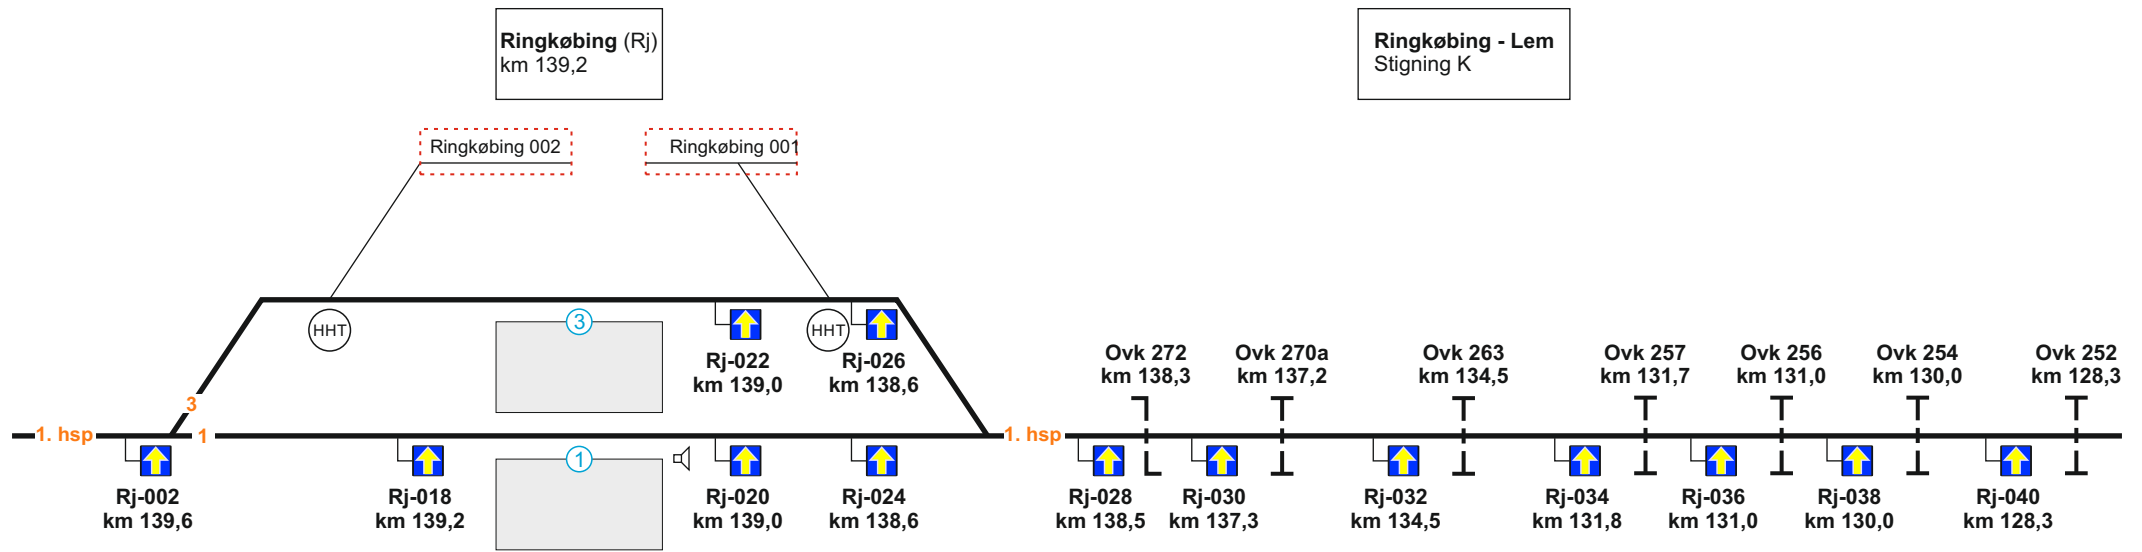 Ringkøbing (Rj)
km 139,2
Ringkøbing - Lem
Stigning K
Ringkøbing 002
Ringkøbing 001
HHT
3
HHT
Rj-022
km 139,0
Rj-026
km 138,6
Ovk 272
km 138,3
Ovk 270a
km 137,2
Ovk 263
km 134,5
Ovk 257
km 131,7
Ovk 256
km 131,0
Ovk 254
km 130,0
Ovk 252
km 128,3
3
1. hsp
1
1. hsp
1
Rj-002
km 139,6
Rj-018
km 139,2
Rj-020
km 139,0
Rj-024
km 138,6
Rj-028
km 138,5
Rj-030
km 137,3
Rj-032
km 134,5
Rj-034
km 131,8
Rj-036
km 131,0
Rj-038
km 130,0
Rj-040
km 128,3